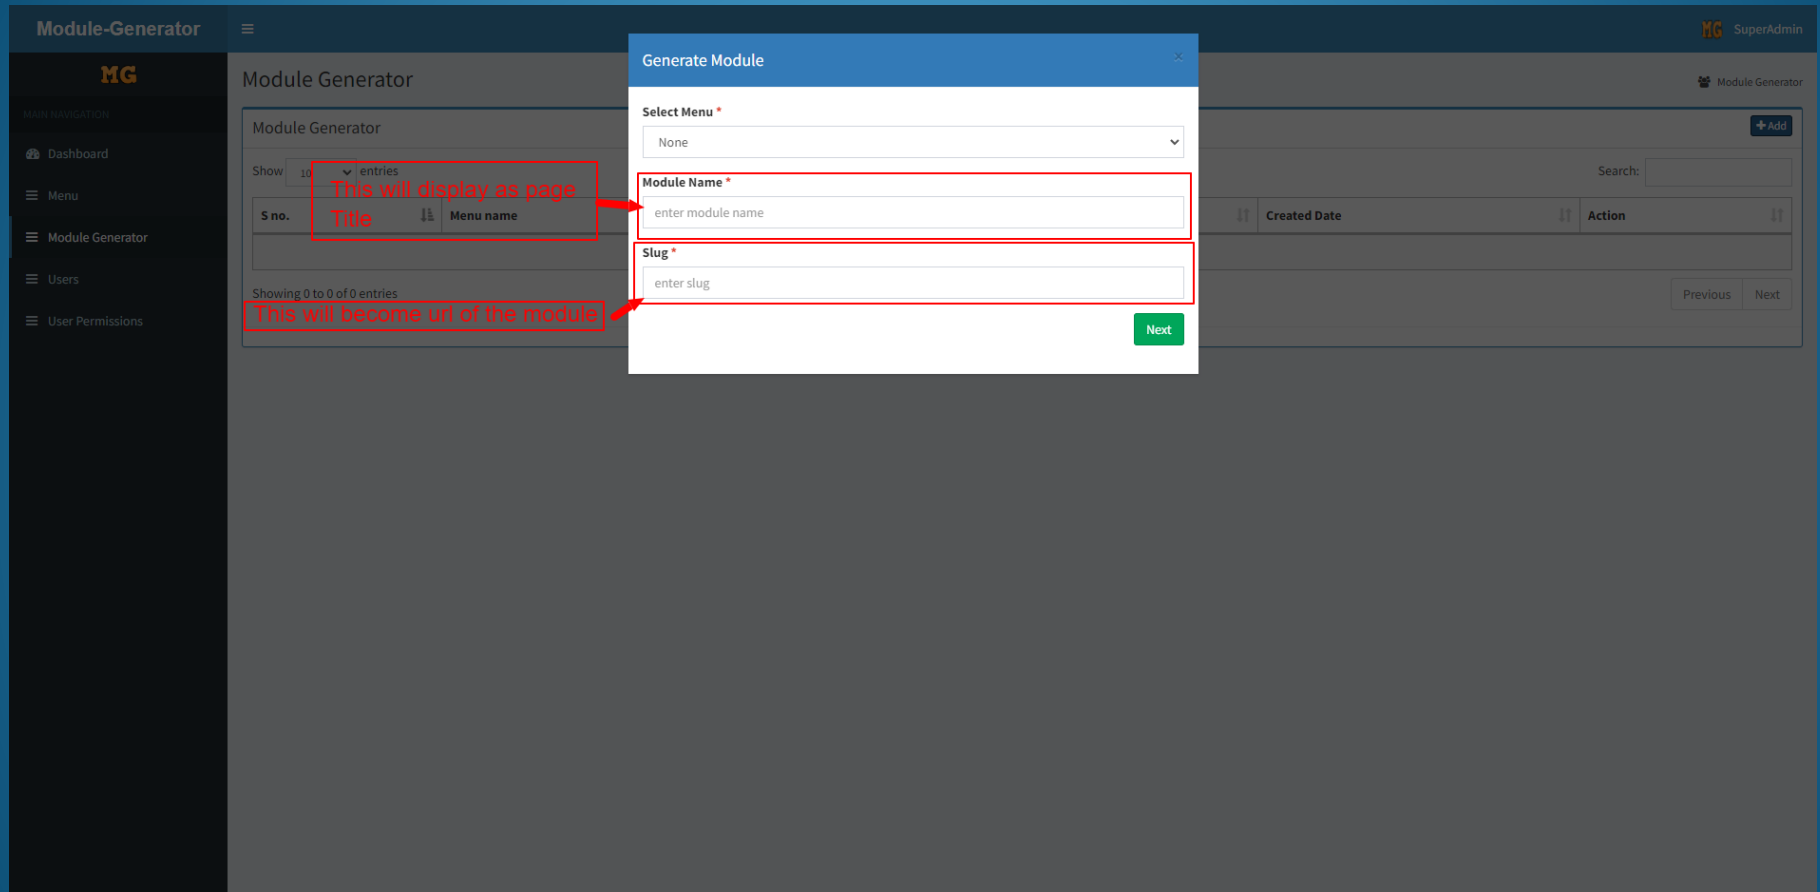 Module-Generator
MG SuperAdmin
MG
Module Generator
Module Generator
MAIN NAVIGATION
Dashboard
Menu
Module Generator
Users
User Permissions
Module Generator
+ Add
Show 10 entries
Search:
S no. Menu name Created Date Action
Showing 0 to 0 of 0 entries
Previous Next
This will display as page
Title
This will become url of the module
Generate Module ×
Select Menu *
None
Module Name *
enter module name
Slug *
enter slug
Next